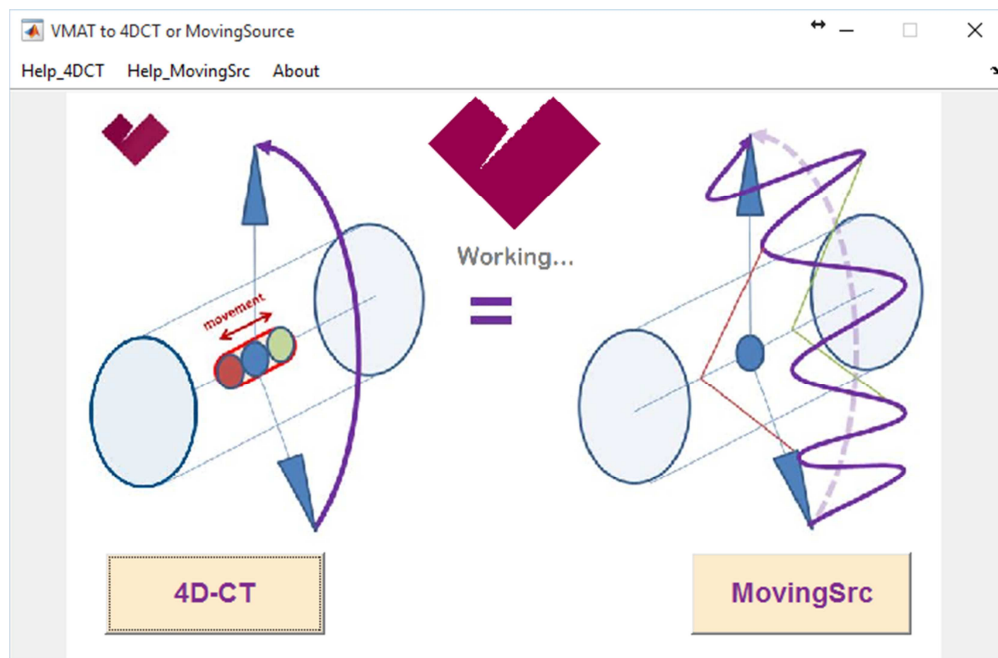 VMAT to 4DCT or MovingSource
Help_4DCT Help_MovingSrc About
Working...
movement
=
4D-CT
MovingSrc